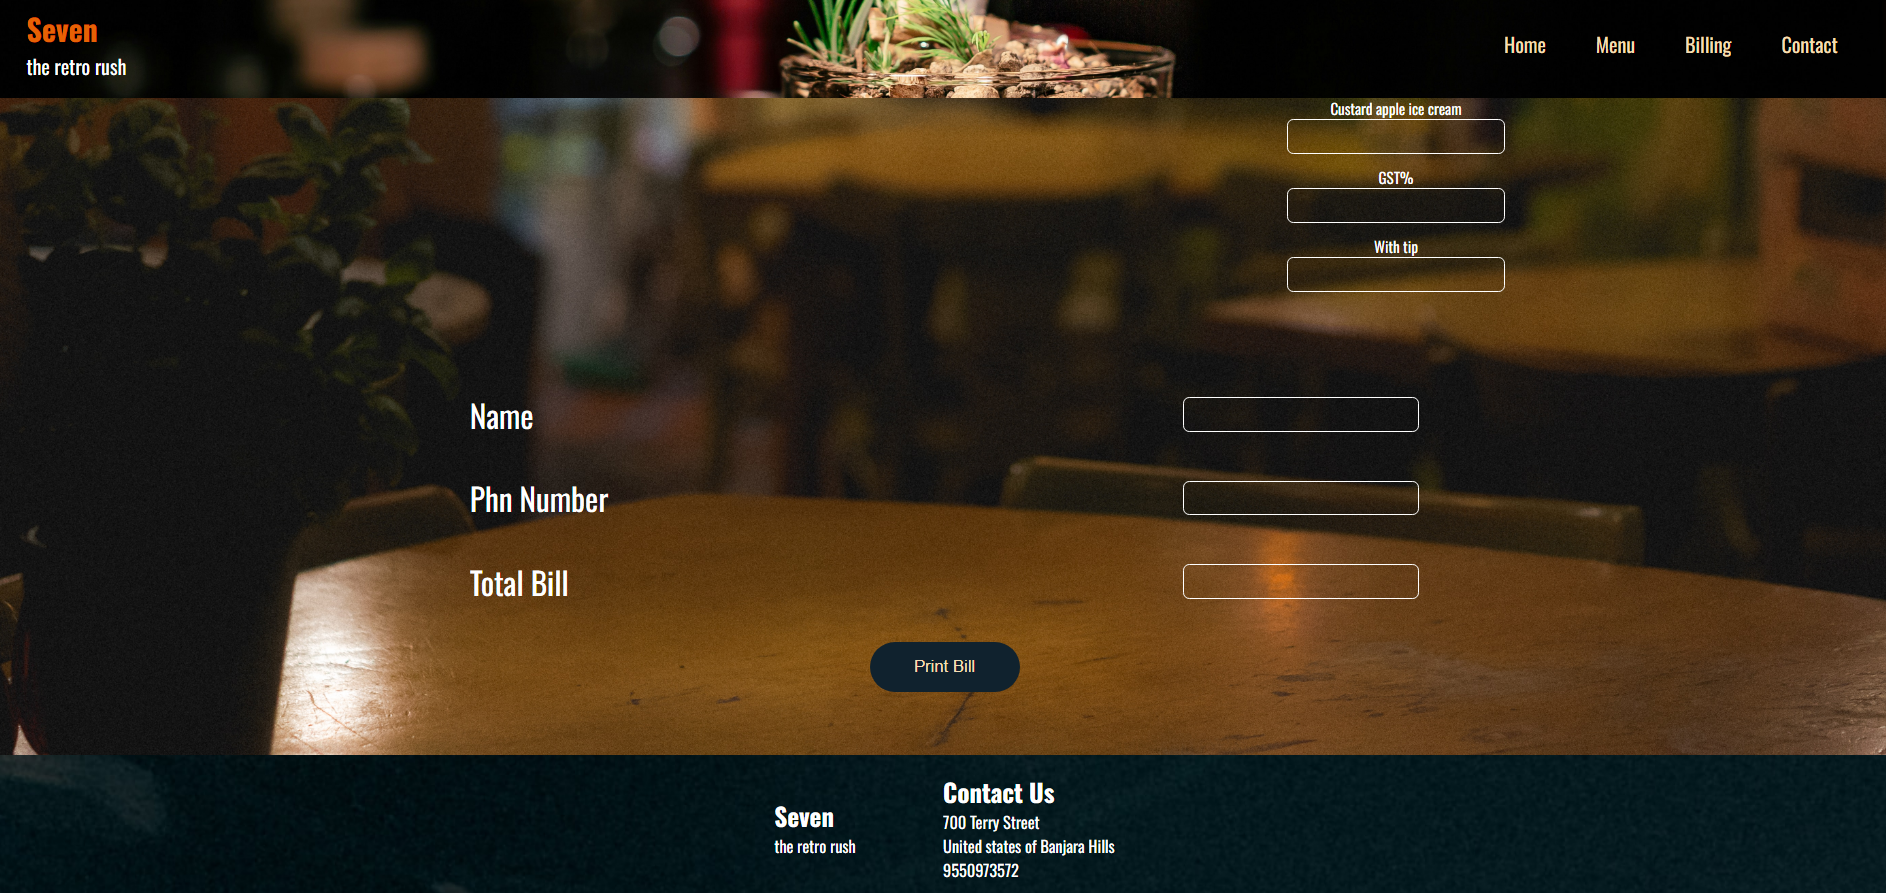 Seven
the retro rush
Home
Menu
Billing
Contact
Custard apple ice cream
GST%
With tip
Name
Phn Number
Total Bill
Print Bill
Seven
the retro rush
Contact Us
700 Terry Street
United states of Banjara Hills
9550973572